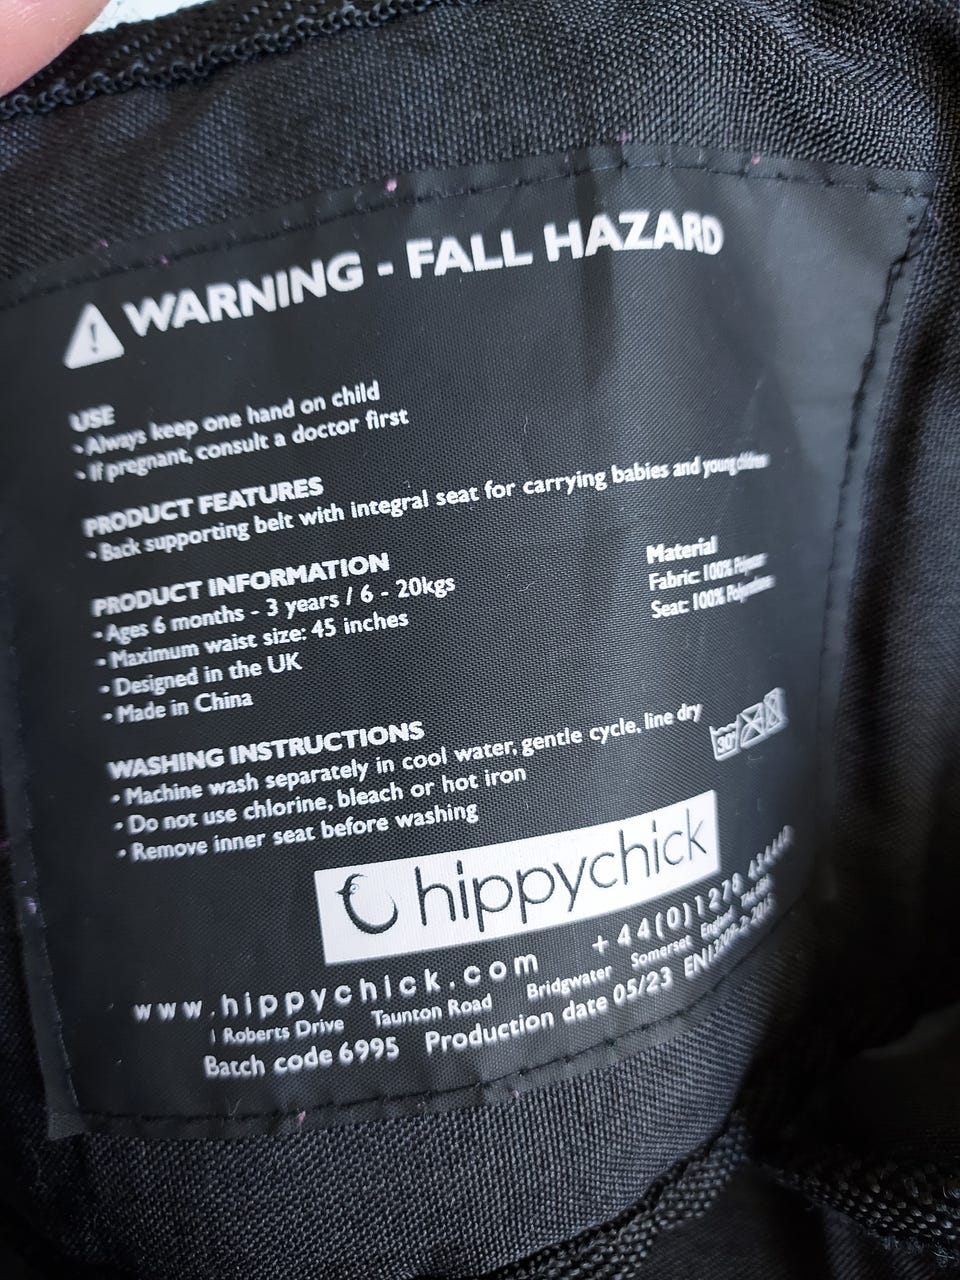 WARNING - FALL HAZARD
USE
• Always keep one hand on child
• If pregnant, consult a doctor first
PRODUCT FEATURES
• Back supporting belt with integral seat for carrying babies and young children
PRODUCT INFORMATION
• Ages 6 months - 3 years / 6 - 20kgs
• Maximum waist size: 45 inches
• Designed in the UK
• Made in China
Material
Fabric: 100% Polyester
Seat: 100%
WASHING INSTRUCTIONS
• Machine wash separately in cool water, gentle cycle, line dry
• Do not use chlorine, bleach or hot iron
• Remove inner seat before washing
30°
hippychick
www.hippychick.com +44(0)1278
1 Roberts Drive Taunton Road Bridgwater Somerset England
Batch code 6995 Production date 05/23